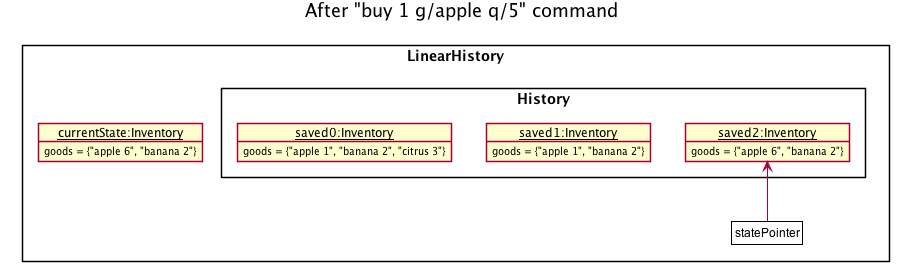 After "buy 1 g/apple q/5" command
LinearHistory
History
currentState:Inventory
goods = {"apple 6", "banana 2"}
saved0:Inventory
goods = {"apple 1", "banana 2", "citrus 3"}
saved1:Inventory
goods = {"apple 1", "banana 2"}
saved2:Inventory
goods = {"apple 6", "banana 2"}
statePointer